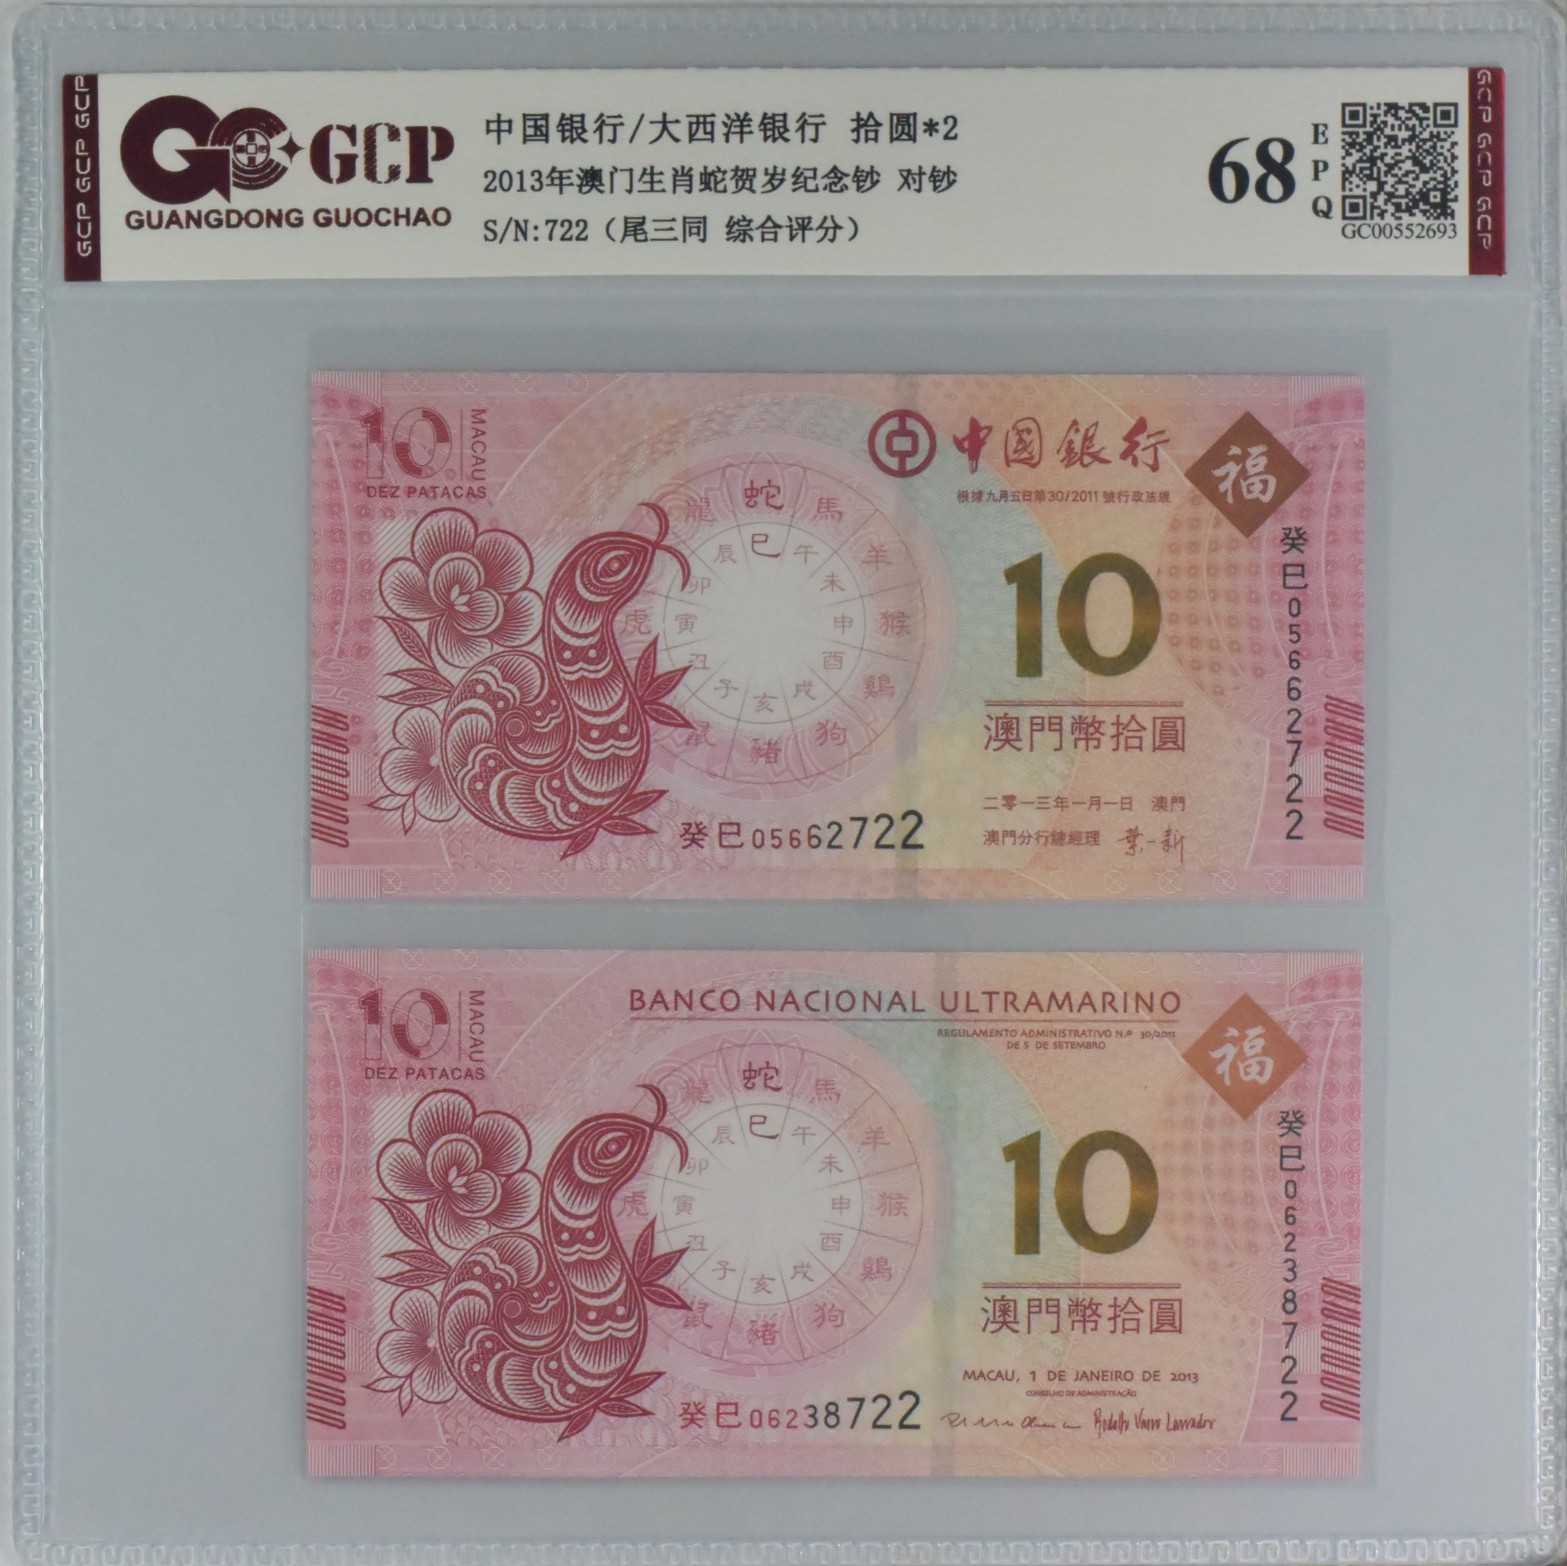 GCP GCP GCP
GCP
GUANGDONG GUOCHAO
中国银行/大西洋银行 拾圆*2
2013年澳门生肖蛇贺岁纪念钞 对钞
S/N:722（尾三同 综合评分）
68
EPQ
GC00552693
GCP GCP GCP
10
MACAU
DEZ PATACAS
中國銀行
根據九月五日第30/2011 號行政法規
福
蛇 馬 羊 猴 鷄 狗 豬 鼠 虎 龍
巳 午 未 申 酉 戌 亥 子 丑 寅 卯 辰
10
澳門幣拾圓
二零一三年一月一日 澳門
澳門分行總經理 葉一新
癸巳05662722
癸巳05662722
10
MACAU
DEZ PATACAS
BANCO NACIONAL ULTRAMARINO
REGULAMENTO ADMINISTRATIVO N.º 30/2011
DE 5 DE SETEMBRO
福
蛇 馬 羊 猴 鷄 狗 豬 鼠 虎 龍
巳 午 未 申 酉 戌 亥 子 丑 寅 卯 辰
10
澳門幣拾圓
MACAU, 1 DE JANEIRO DE 2013
CONSELHO DE ADMINISTRAÇÃO
癸巳06238722
癸巳06238722